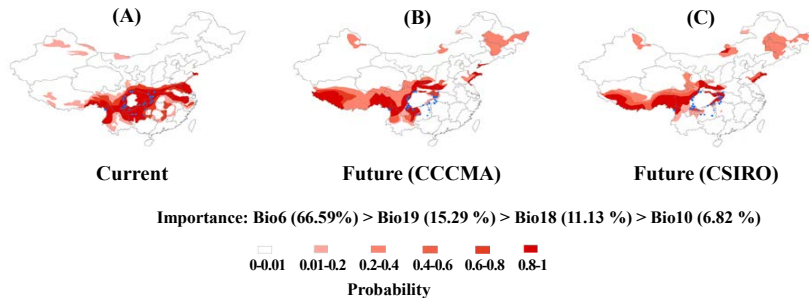 (A) (B) (C)
Current Future (CCCMA) Future (CSIRO)
Importance: Bio6 (66.59%) > Bio19 (15.29 %) > Bio18 (11.13 %) > Bio10 (6.82 %)
0-0.01 0.01-0.2 0.2-0.4 0.4-0.6 0.6-0.8 0.8-1
Probability